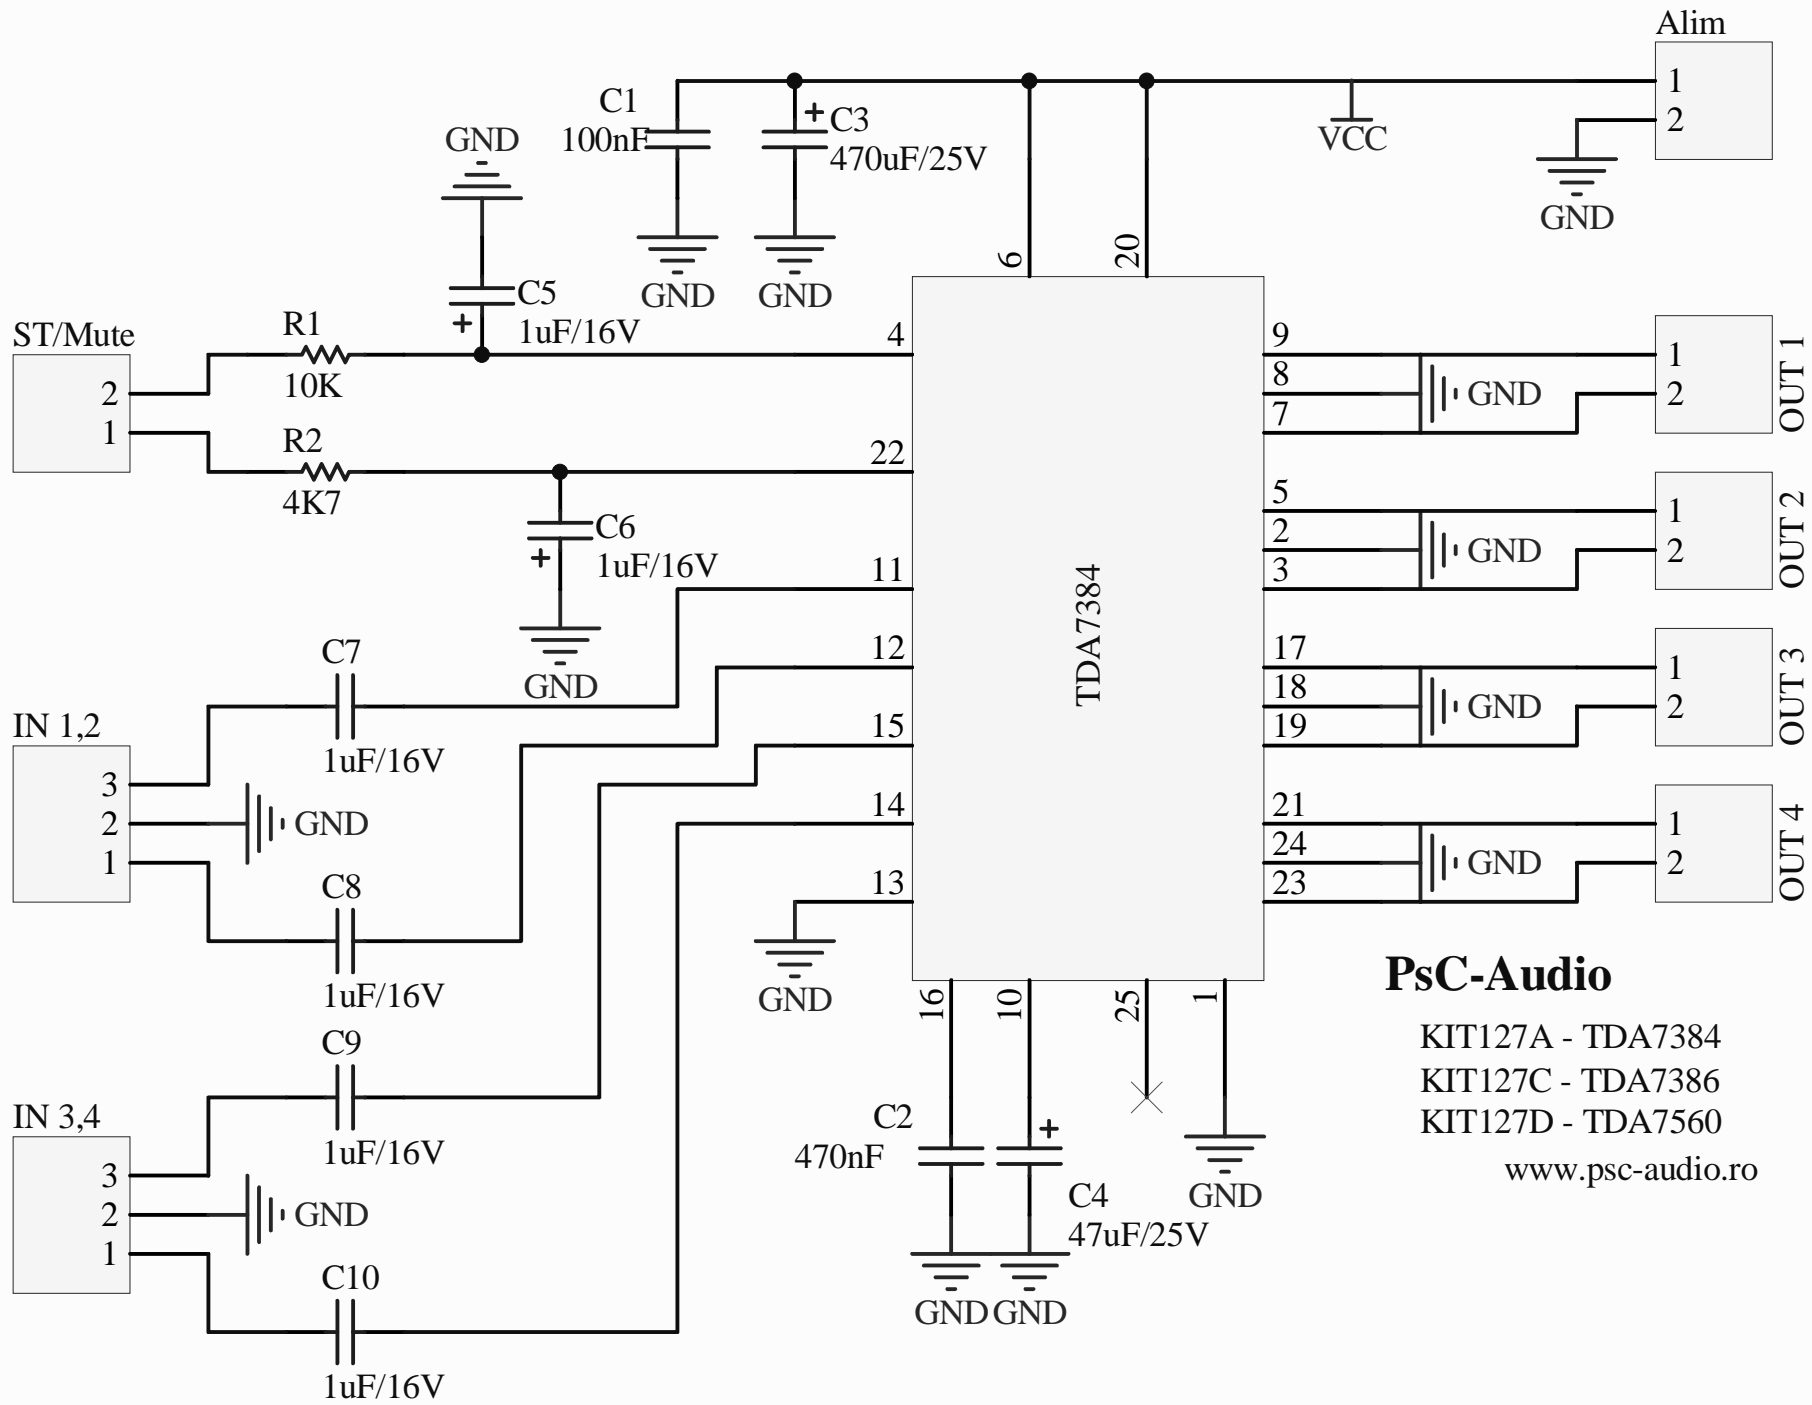 Alim
1
2
GND
VCC
C1
100nF
+
C3
470uF/25V
GND
GND
GND
C5
+
1uF/16V
6
20
ST/Mute
2
1
R1
10K
R2
4K7
4
22
C6
+
1uF/16V
GND
11
12
15
14
13
GND
TDA7384
9
8
GND
7
1
2
OUT 1
5
2
GND
3
1
2
OUT 2
17
18
GND
19
1
2
OUT 3
21
24
GND
23
1
2
OUT 4
IN 1,2
3
2
1
GND
C7
1uF/16V
C8
1uF/16V
IN 3,4
3
2
1
GND
C9
1uF/16V
C10
1uF/16V
16
10
25
1
C2
470nF
+
C4
47uF/25V
GND
GND
GND
PsC-Audio
KIT127A - TDA7384
KIT127C - TDA7386
KIT127D - TDA7560
www.psc-audio.ro